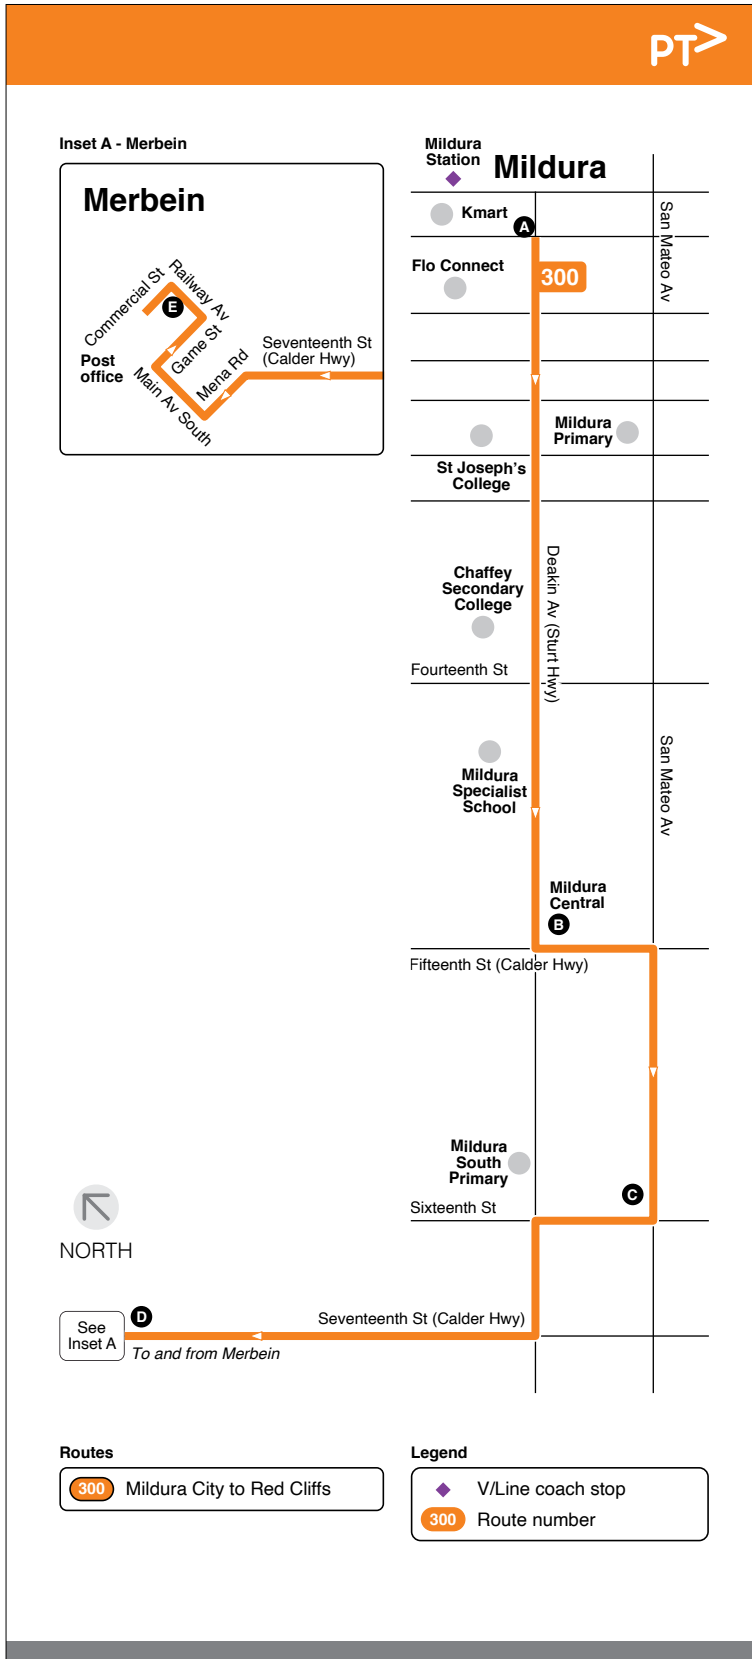 PT>
Inset A - Merbein
Merbein
Commercial St
Railway Av
E
Post
office
Game St
Main Av South
Mena Rd
Seventeenth St
(Calder Hwy)
Mildura
Station
Mildura
Kmart
A
San Mateo Av
Flo Connect
300
Mildura
Primary
St Joseph's
College
Chaffey
Secondary
College
Deakin Av (Sturt Hwy)
Fourteenth St
Mildura
Specialist
School
San Mateo Av
Mildura
Central
B
Fifteenth St (Calder Hwy)
Mildura
South
Primary
C
Sixteenth St
NORTH
See
Inset A
D
Seventeenth St (Calder Hwy)
To and from Merbein
Routes
300 Mildura City to Red Cliffs
Legend
V/Line coach stop
300 Route number